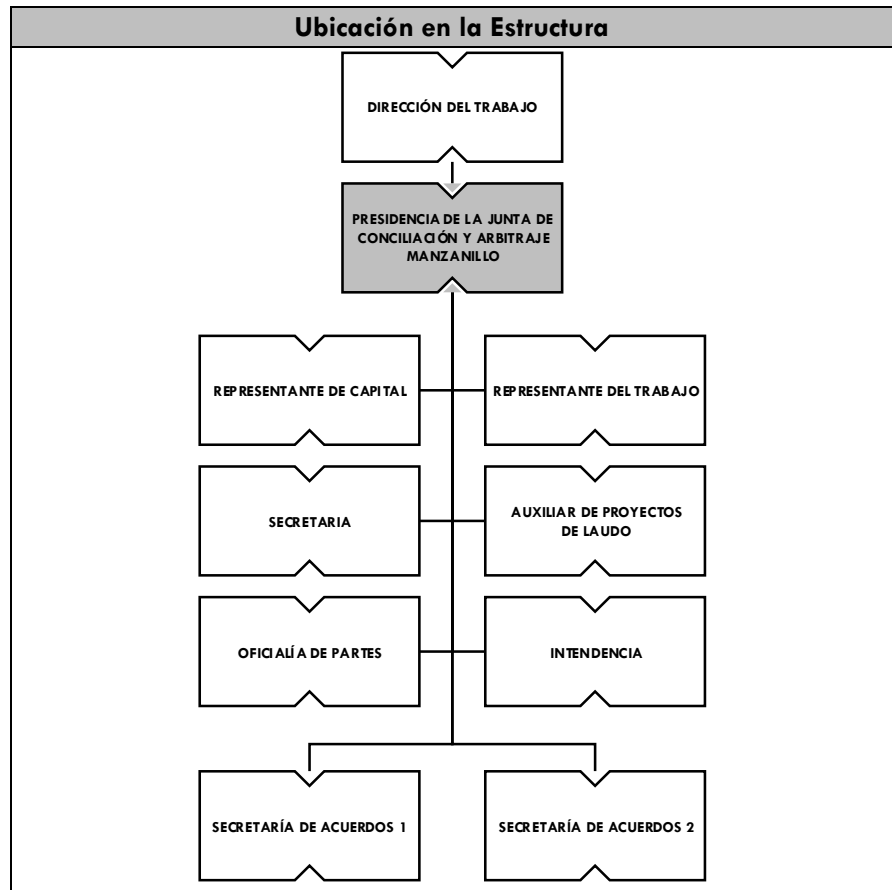 Ubicación en la Estructura
DIRECCIÓN DEL TRABAJO
PRESIDENCIA DE LA JUNTA DE
CONCILIACIÓN Y ARBITRAJE
MANZANILLO
REPRESENTANTE DE CAPITAL
REPRESENTANTE DEL TRABAJO
SECRETARIA
AUXILIAR DE PROYECTOS
DE LAUDO
OFICIALÍA DE PARTES
INTENDENCIA
SECRETARÍA DE ACUERDOS 1
SECRETARÍA DE ACUERDOS 2